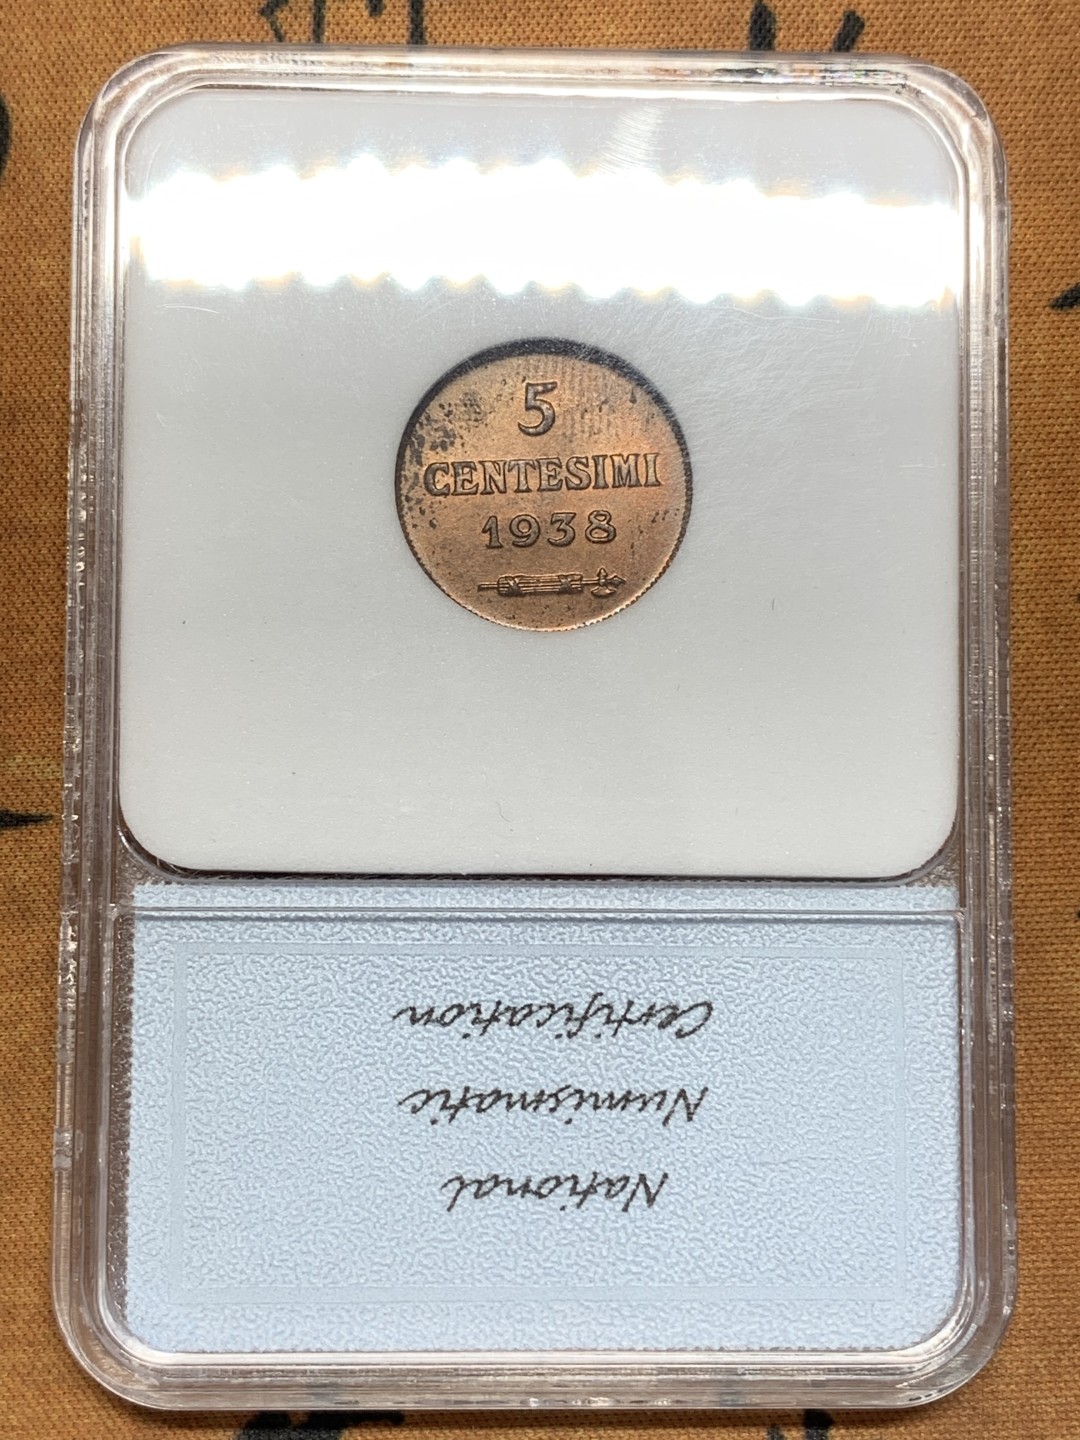 5
CENTESIMI
1938
National
Numismatic
Certification